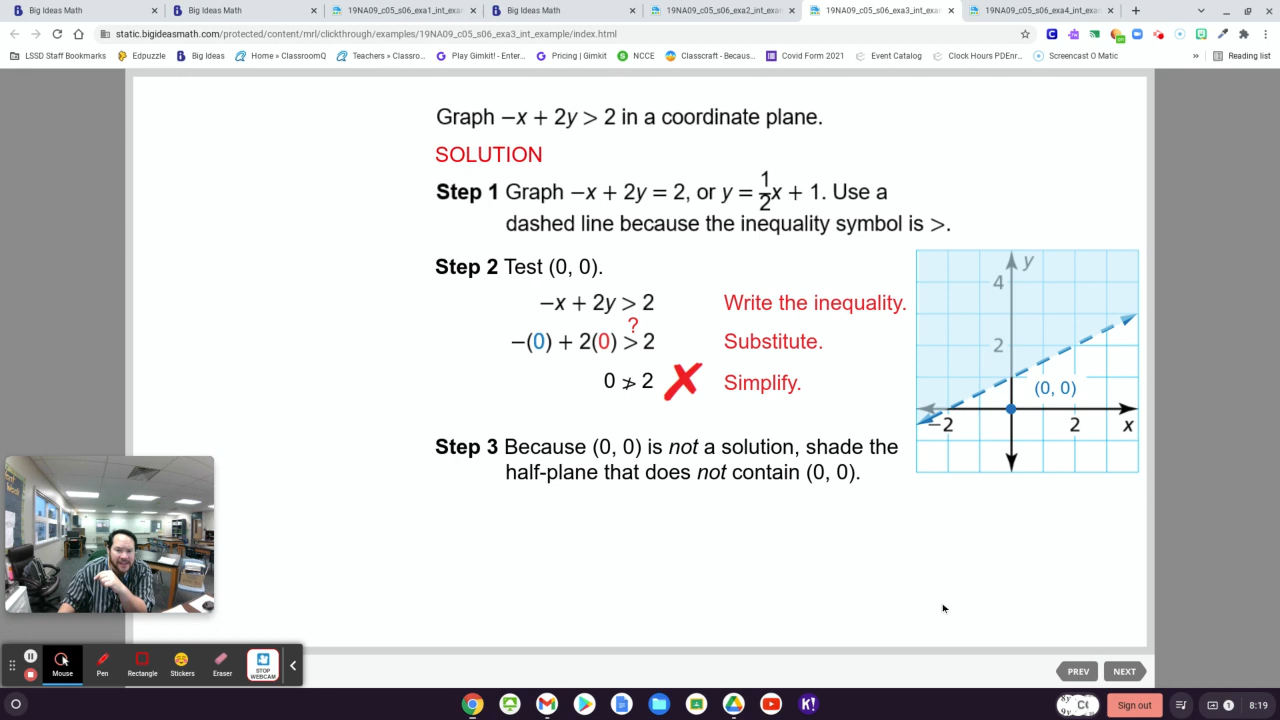 Big Ideas Math
Big Ideas Math
19NA09_c05_s06_exa1_int_exa
Big Ideas Math
19NA09_c05_s06_exa2_int_exa
19NA09_c05_s06_exa3_int_exa
19NA09_c05_s06_exa4_int_exa
static.bigideasmath.com/protected/content/mrl/clickthrough/examples/19NA09_c05_s06_exa3_int_example/index.html
LSSD Staff Bookmarks
Edpuzzle
Big Ideas
Home » ClassroomQ
Teachers » Classro...
Play Gimkit! - Enter...
Pricing | Gimkit
NCCE
Classcraft - Becaus...
Covid Form 2021
Event Catalog
Clock Hours PDEnr...
Screencast O Matic
»
Reading list
Graph −x + 2y > 2 in a coordinate plane.
SOLUTION
Step 1 Graph −x + 2y = 2, or y = 1/2x + 1. Use a
dashed line because the inequality symbol is >.
Step 2 Test (0, 0).
−x + 2y > 2 Write the inequality.
?
−(0) + 2(0) > 2 Substitute.
0 ≯ 2 Simplify.
Step 3 Because (0, 0) is not a solution, shade the
half-plane that does not contain (0, 0).
y
4
2
(0, 0)
−2 2 x
Mouse
Pen
Rectangle
Stickers
Eraser
STOP
WEBCAM
PREV
NEXT
K!
Sign out
1
8:19